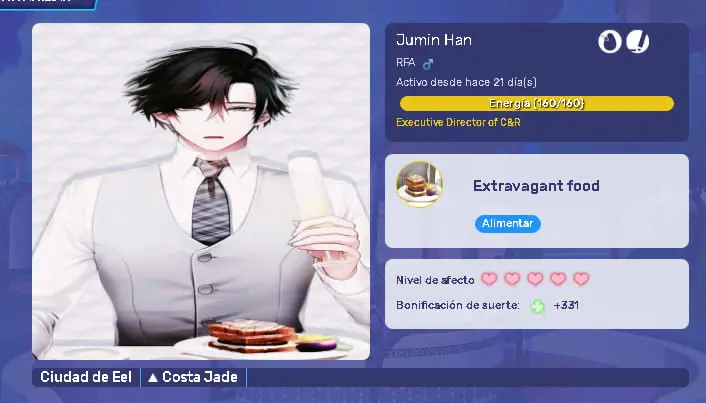 Jumin Han
RFA
Activo desde hace 21 día(s)
Energía (160/160)
Executive Director of C&R
Extravagant food
Alimentar
Nivel de afecto
Bonificación de suerte: +331
Ciudad de Eel ▲ Costa Jade